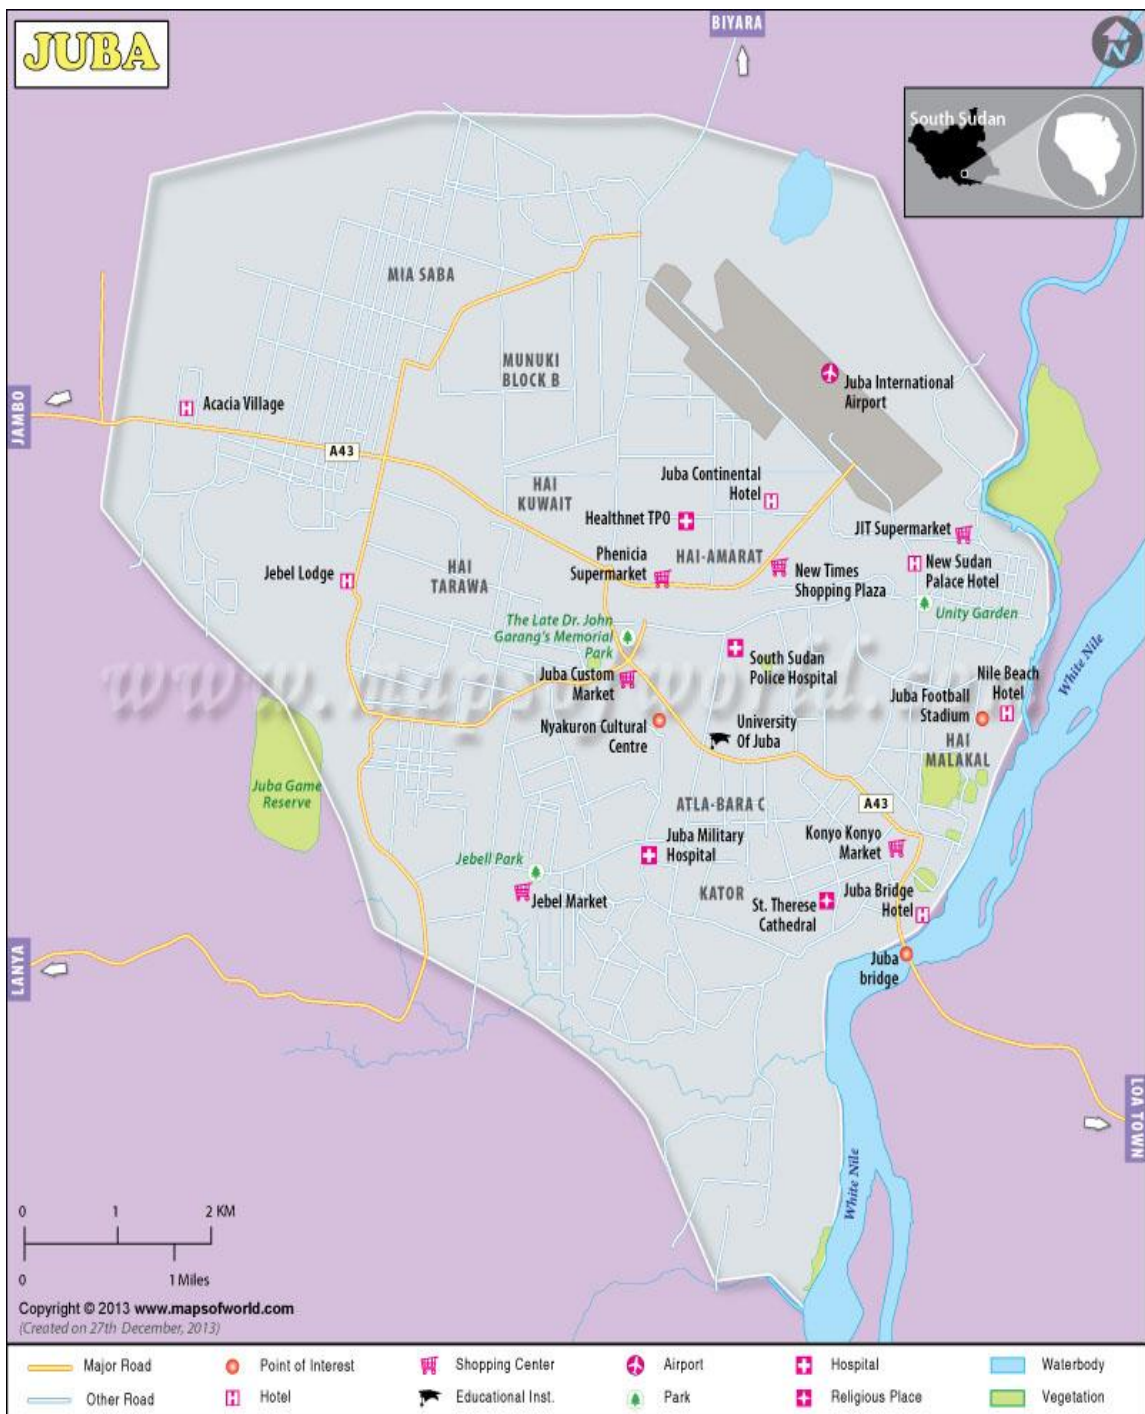 JUBA
BIYARA
N
South Sudan
MIA SABA
MUNUKI
BLOCK B
JAMBO
Acacia Village
Juba International
Airport
A43
HAI
KUWAIT
Juba Continental
Hotel
Healthnet TPO
JIT Supermarket
HAI-AMARAT
Phenicia
Supermarket
New Times
Shopping Plaza
New Sudan
Palace Hotel
Jebel Lodge
HAI
TARAWA
Unity Garden
The Late Dr. John
Garang's Memorial
Park
www.mapsofworld.com
South Sudan
Police Hospital
White Nile
Juba Custom
Market
Nile Beach
Hotel
Juba Football
Stadium
Nyakuron Cultural
Centre
University
Of Juba
HAI
MALAKAL
Juba Game
Reserve
ATLA-BARA C
A43
Juba Military
Hospital
Konyo Konyo
Market
Jebell Park
Jebel Market
KATOR
St. Therese
Cathedral
Juba Bridge
Hotel
LANYA
Juba
bridge
LOA TOWN
White Nile
0 1 2 KM
0 1 Miles
Copyright © 2013 www.mapsofworld.com
(Created on 27th December, 2013)
Major Road
Point of Interest
Shopping Center
Airport
Hospital
Waterbody
Other Road
Hotel
Educational Inst.
Park
Religious Place
Vegetation